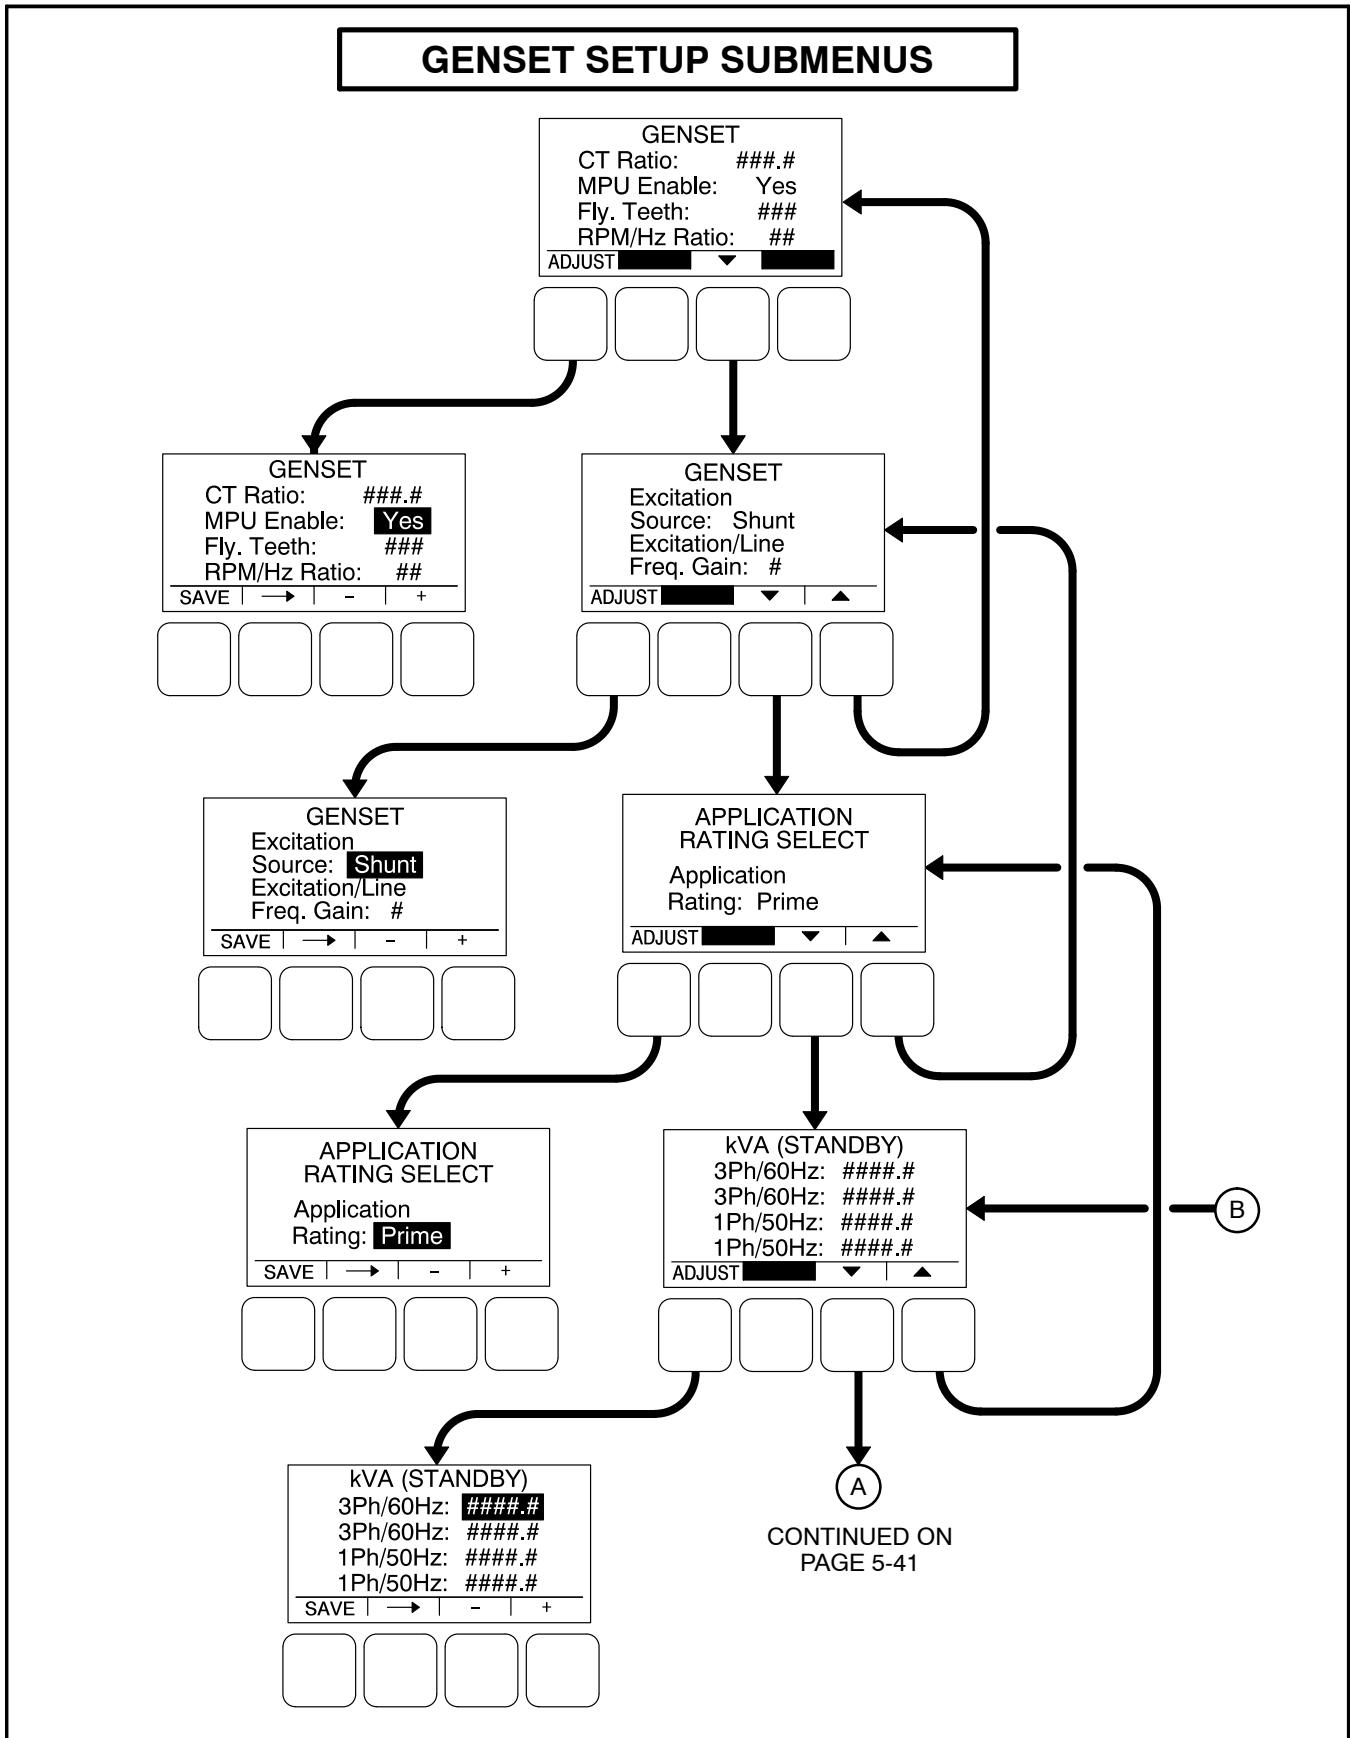 GENSET SETUP SUBMENUS
GENSET
CT Ratio: ###.#
MPU Enable: Yes
Fly. Teeth: ###
RPM/Hz Ratio: ##
ADJUST
GENSET
CT Ratio: ###.#
MPU Enable: Yes
Fly. Teeth: ###
RPM/Hz Ratio: ##
SAVE → - +
GENSET
Excitation
Source: Shunt
Excitation/Line
Freq. Gain: #
ADJUST
GENSET
Excitation
Source: Shunt
Excitation/Line
Freq. Gain: #
SAVE → - +
APPLICATION
RATING SELECT
Application
Rating: Prime
ADJUST
APPLICATION
RATING SELECT
Application
Rating: Prime
SAVE → - +
kVA (STANDBY)
3Ph/60Hz: ####.#
3Ph/60Hz: ####.#
1Ph/50Hz: ####.#
1Ph/50Hz: ####.#
ADJUST
B
kVA (STANDBY)
3Ph/60Hz: ####.#
3Ph/60Hz: ####.#
1Ph/50Hz: ####.#
1Ph/50Hz: ####.#
SAVE → - +
A
CONTINUED ON
PAGE 5-41